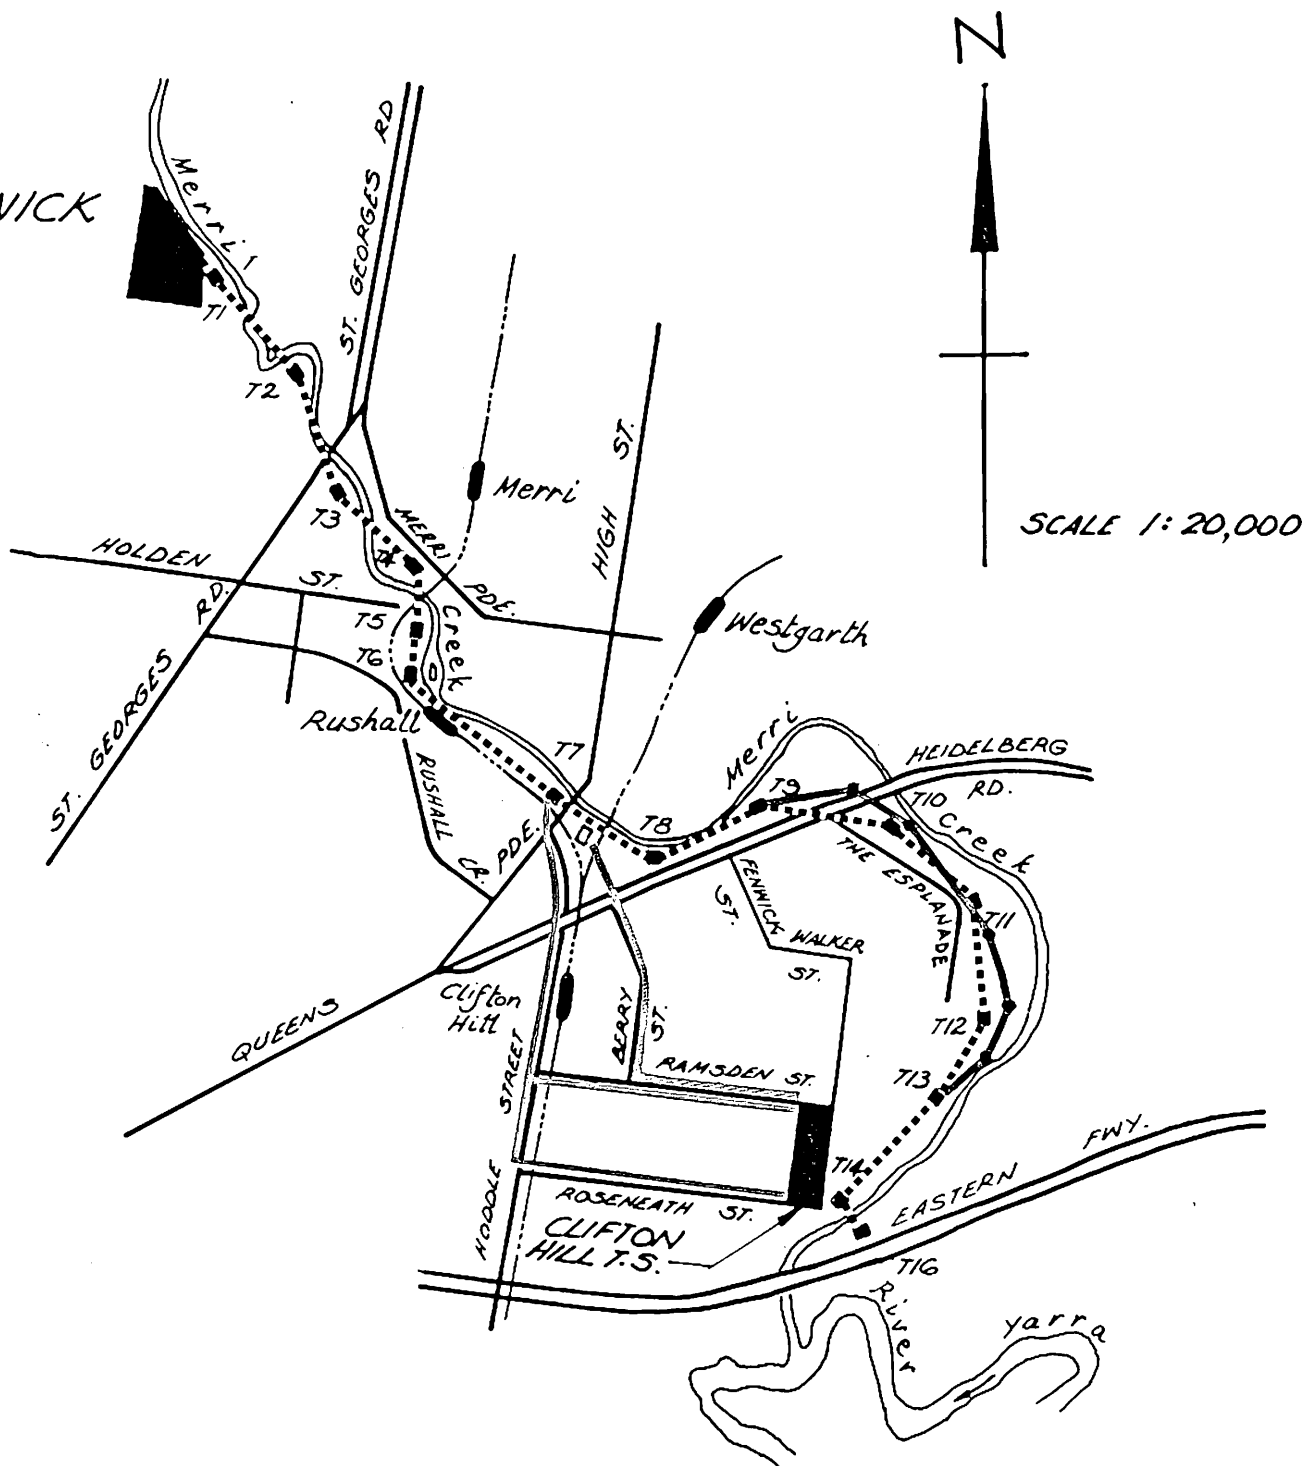 N
WICK
Merri
ST. GEORGES RD
T1
T2
SCALE 1:20,000
Merri
T3
MERRI
PDE.
HIGH ST.
HOLDEN ST.
T4
T5
T6
Creek
Westgarth
ST. GEORGES RD.
Rushall
RUSHALL CR.
T7
Merri
HEIDELBERG
RD.
T9
T10
T8
Creek
PDE.
FENWICK
ST.
THE ESPLANADE
T11
WALKER
ST.
QUEENS
Clifton
Hill
T12
BERRY
ST.
STREET
RAMSDEN ST.
T13
T14
EASTERN
FWY.
HODDLE
ROSENEATH ST.
CLIFTON
HILL T.S.
T16
River
Yarra